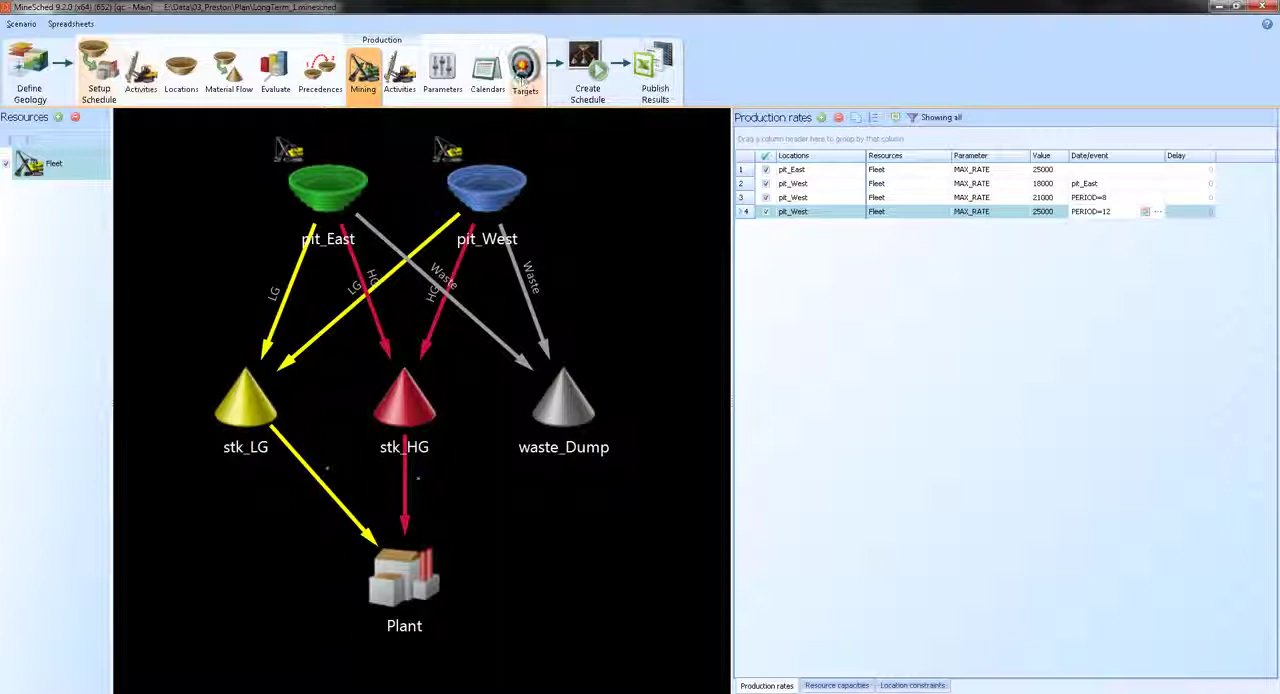 MineSched 9.2.0 (x64) (652) [qc - Main] E:\Data\03_Preston\Plan\LongTerm_1.minesched
Scenario Spreadsheets
Production
Define Geology
Setup Schedule
Activities
Locations
Material Flow
Evaluate
Precedences
Mining
Activities
Parameters
Calendars
Targets
Create Schedule
Publish Results
Resources
Fleet
pit_East
pit_West
LG
HG
LG
Waste
HG
Waste
stk_LG
stk_HG
waste_Dump
Plant
Production rates Showing all
Drag a column header here to group by that column
Locations Resources Parameter Value Date/event Delay
1 pit_East Fleet MAX_RATE 25000 0
2 pit_West Fleet MAX_RATE 18000 pit_East 0
3 pit_West Fleet MAX_RATE 21000 PERIOD=8 0
4 pit_West Fleet MAX_RATE 25000 PERIOD=12 ... 0
Production rates Resource capacities Location constraints